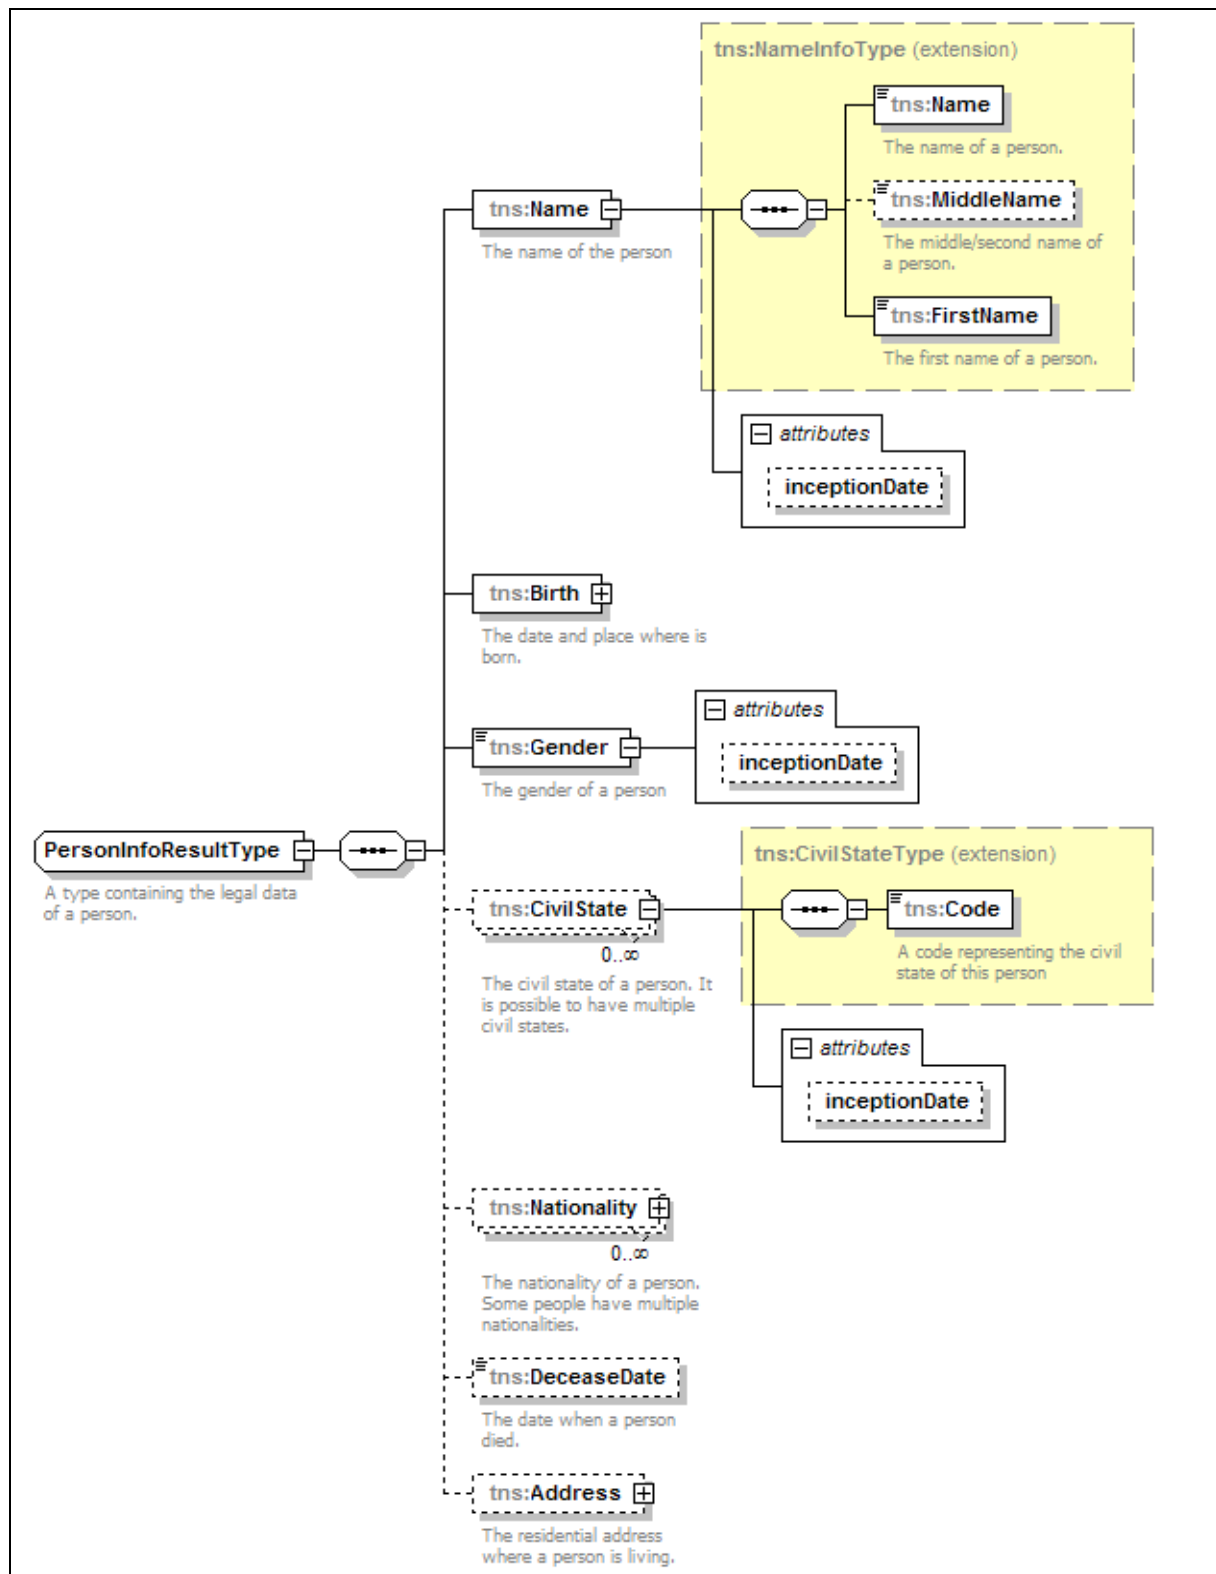 tns:NameInfoType (extension)
tns:Name
The name of a person.
tns:MiddleName
The middle/second name of
a person.
tns:FirstName
The first name of a person.
tns:Name
The name of the person
attributes
inceptionDate
tns:Birth
The date and place where is
born.
tns:Gender
The gender of a person
attributes
inceptionDate
PersonInfoResultType
A type containing the legal data
of a person.
tns:CivilState
0..∞
The civil state of a person. It
is possible to have multiple
civil states.
tns:CivilStateType (extension)
tns:Code
A code representing the civil
state of this person
attributes
inceptionDate
tns:Nationality
0..∞
The nationality of a person.
Some people have multiple
nationalities.
tns:DeceaseDate
The date when a person
died.
tns:Address
The residential address
where a person is living.